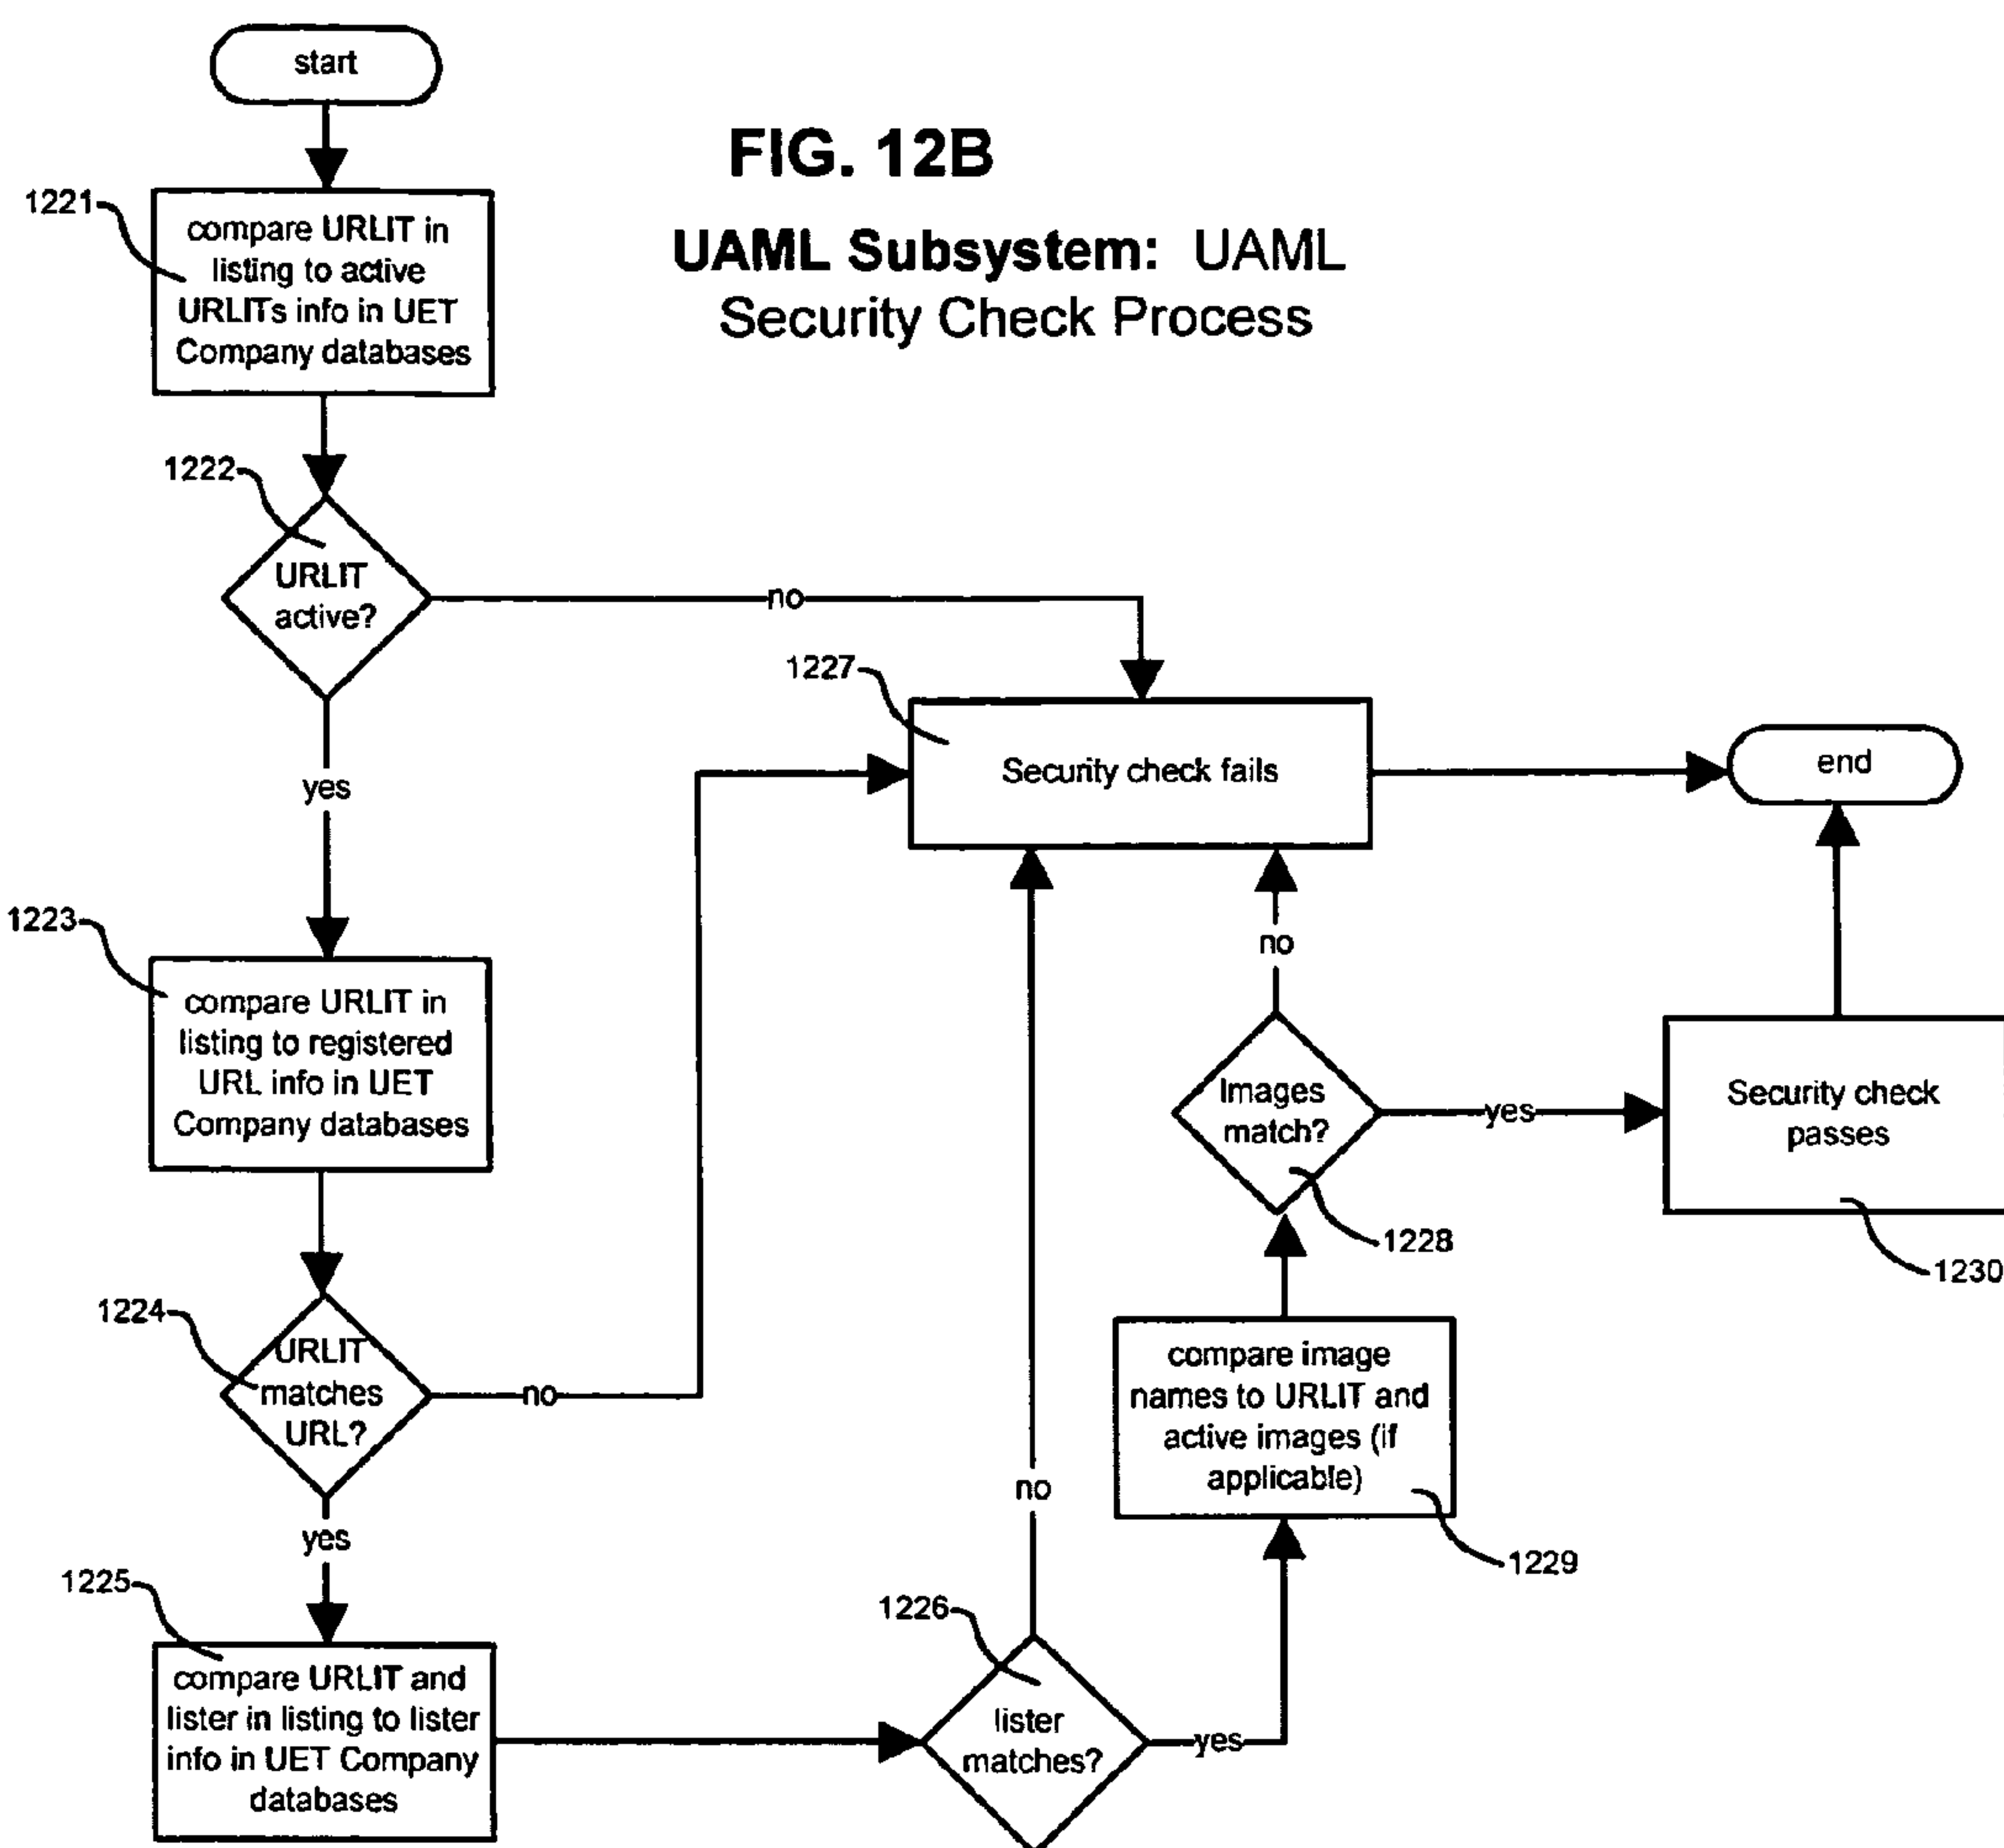 start
FIG. 12B
UAML Subsystem: UAML
Security Check Process
1221
compare URLIT in
listing to active
URLITs info in UET
Company databases
1222
URLIT
active?
no
yes
1227
Security check fails
end
1223
compare URLIT in
listing to registered
URL info in UET
Company databases
no
Images
match?
yes
Security check
passes
1228
1230
1224
URLIT
matches
URL?
no
compare image
names to URLIT and
active images (if
applicable)
no
yes
1229
1225
compare URLIT and
lister in listing to lister
info in UET Company
databases
1226
lister
matches?
yes